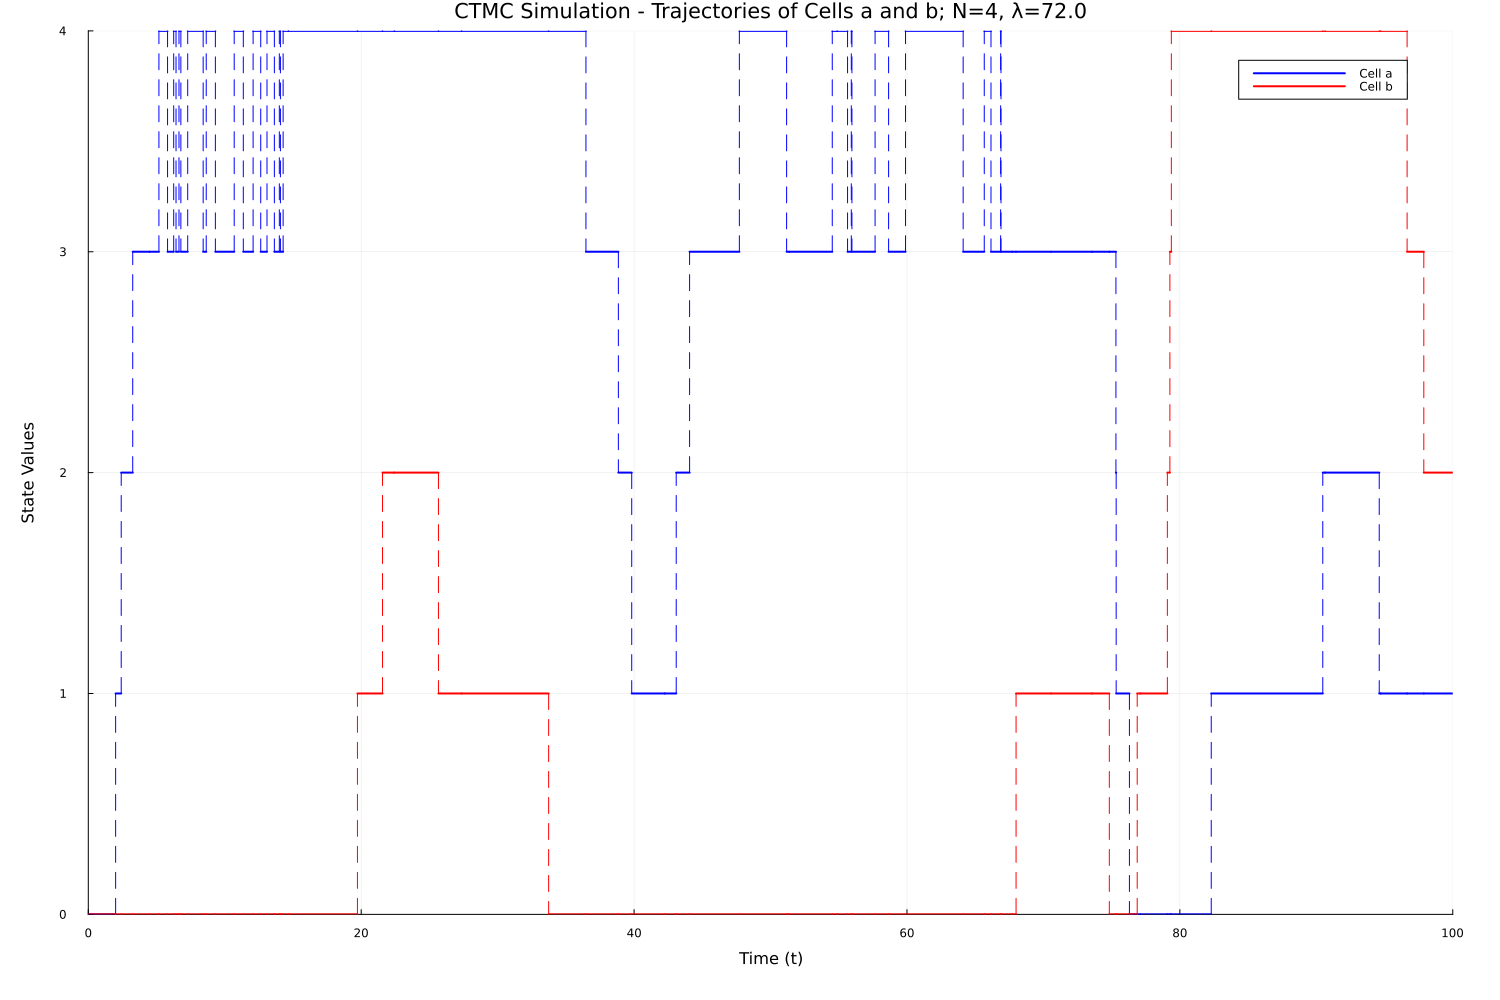 CTMC Simulation - Trajectories of Cells a and b; N=4, λ=72.0
4
Cell a
Cell b
3
State Values
2
1
0
0 20 40 60 80 100
Time (t)